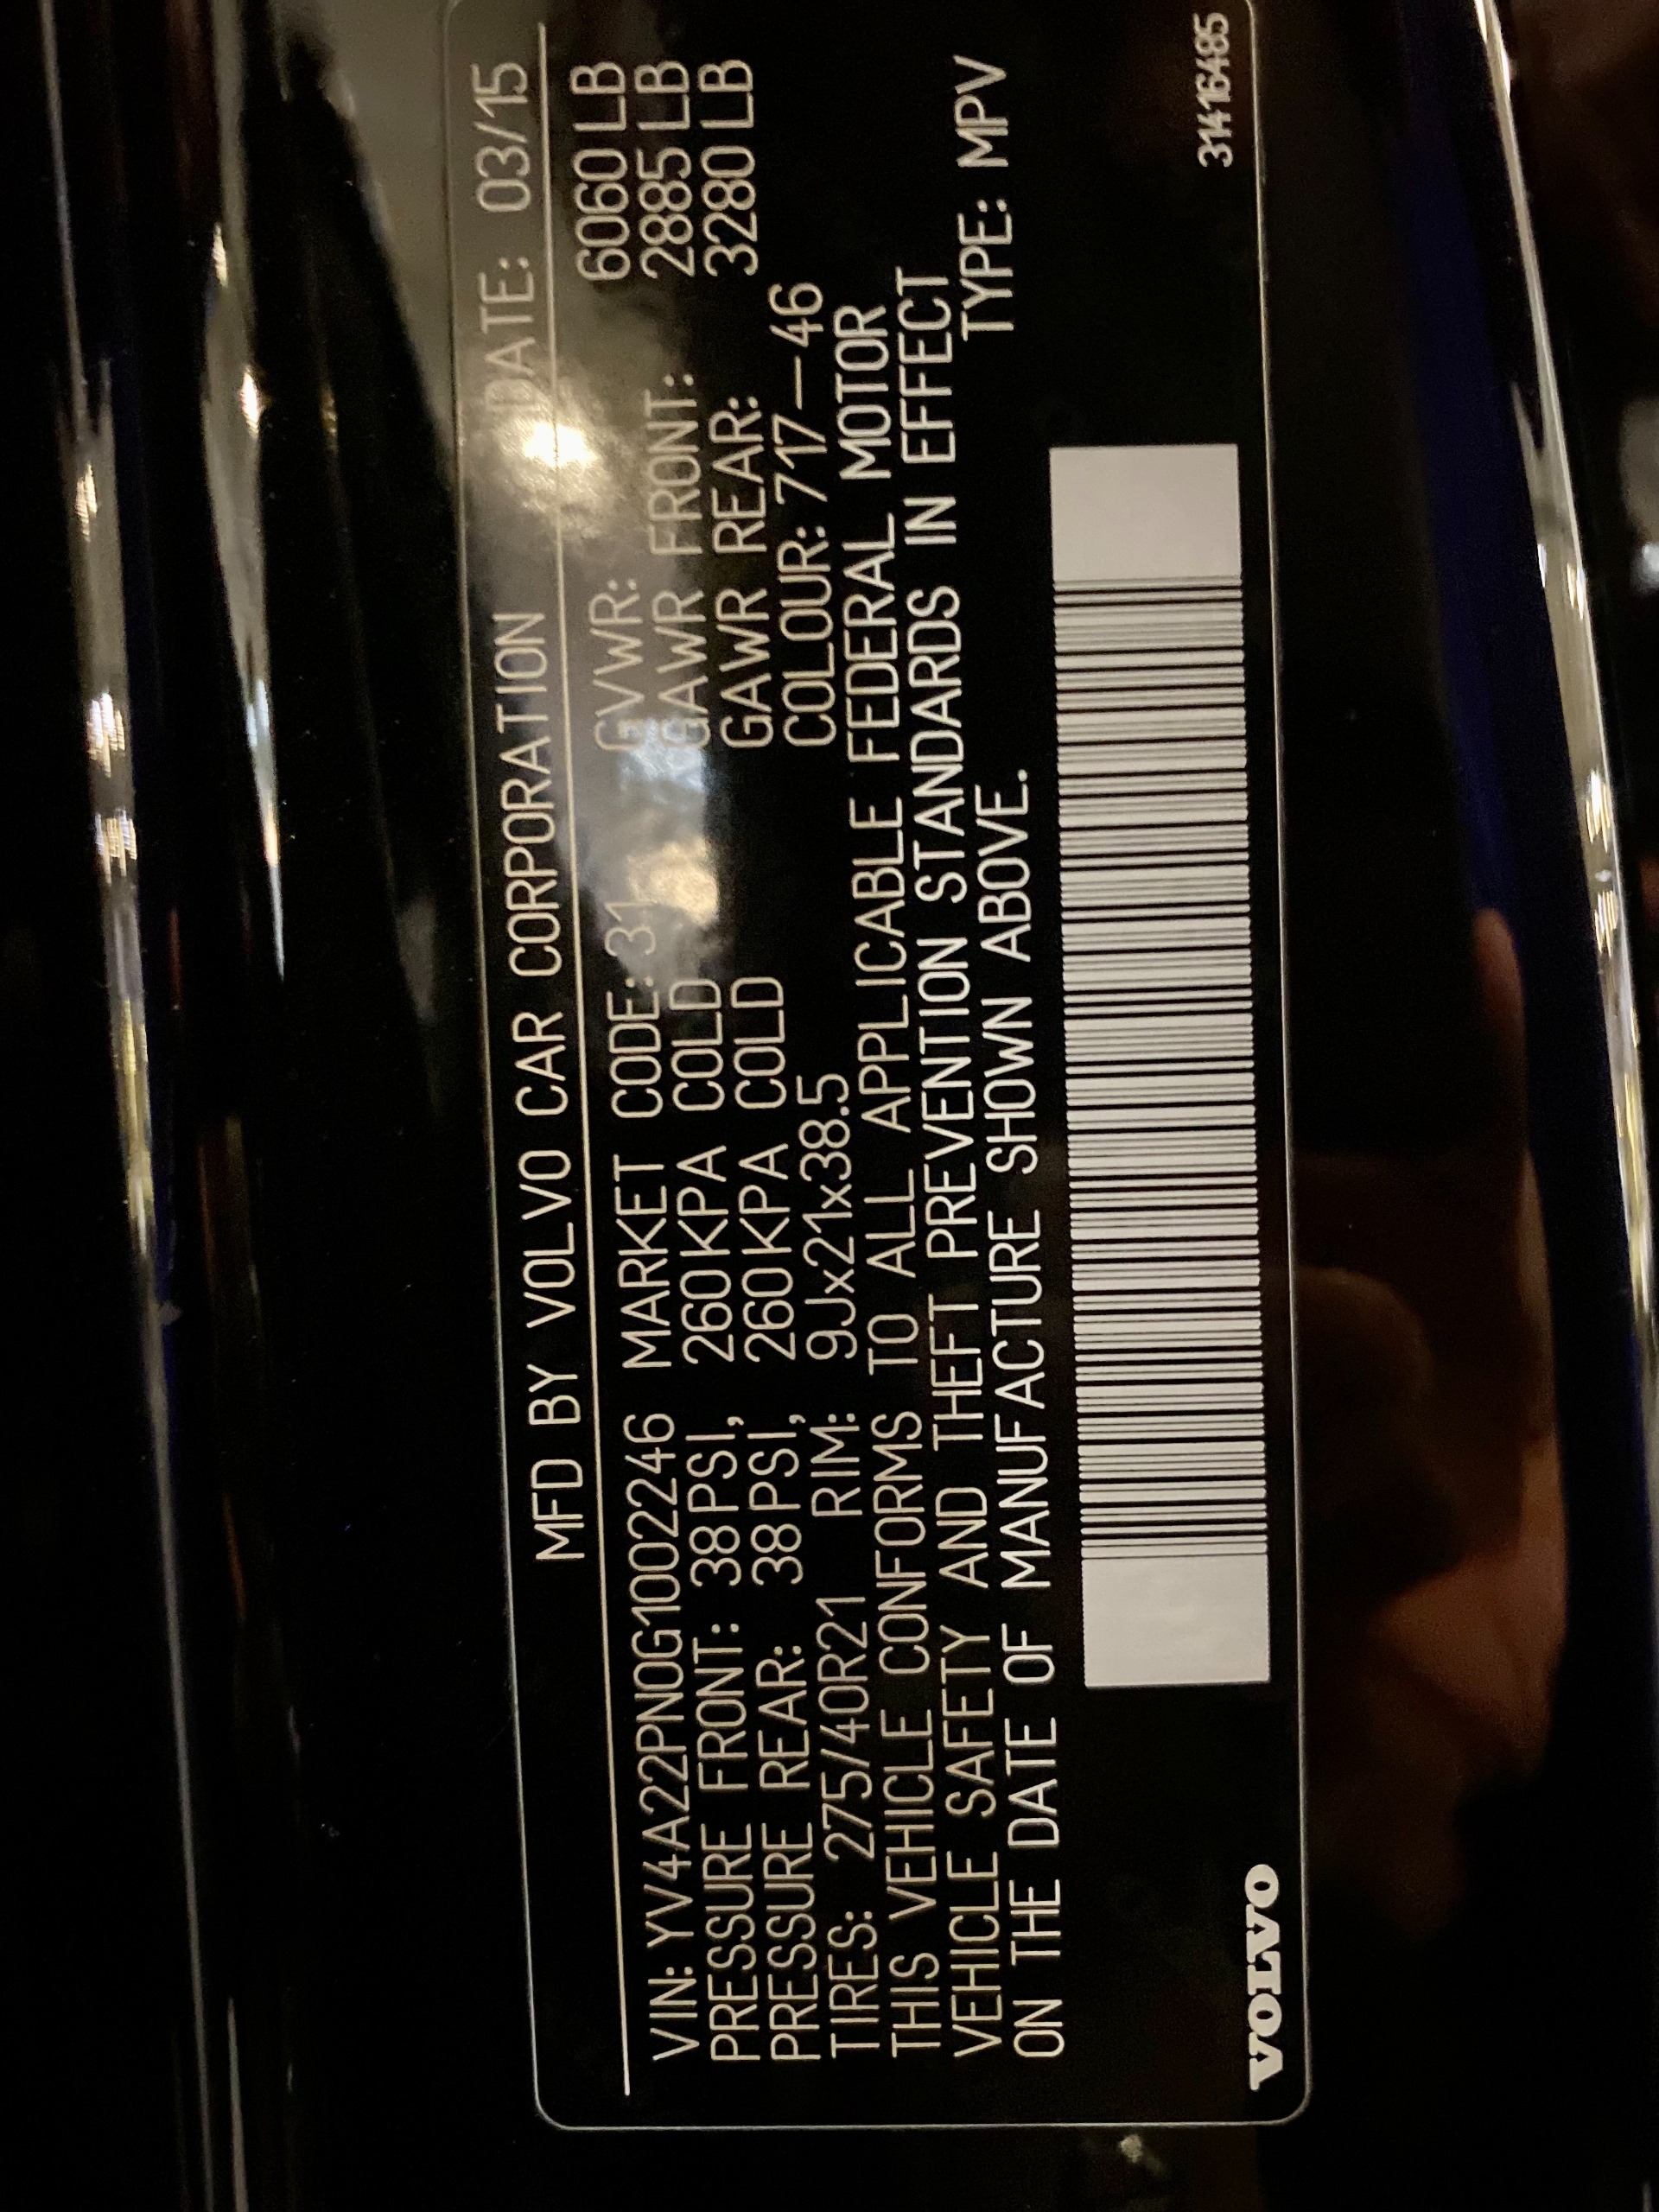 MFD BY VOLVO CAR CORPORATION DATE: 03/15
VIN: YV4A22PN0G1002246 MARKET CODE: 31 GVWR: 6060 LB
PRESSURE FRONT: 38 PSI, 260 KPA COLD GAWR FRONT: 2885 LB
PRESSURE REAR: 38 PSI, 260 KPA COLD GAWR REAR: 3280 LB
TIRES: 275/40R21 RIM: 9Jx21x38.5 COLOUR: 717-46
THIS VEHICLE CONFORMS TO ALL APPLICABLE FEDERAL MOTOR
VEHICLE SAFETY AND THEFT PREVENTION STANDARDS IN EFFECT
ON THE DATE OF MANUFACTURE SHOWN ABOVE. TYPE: MPV
VOLVO 31416485